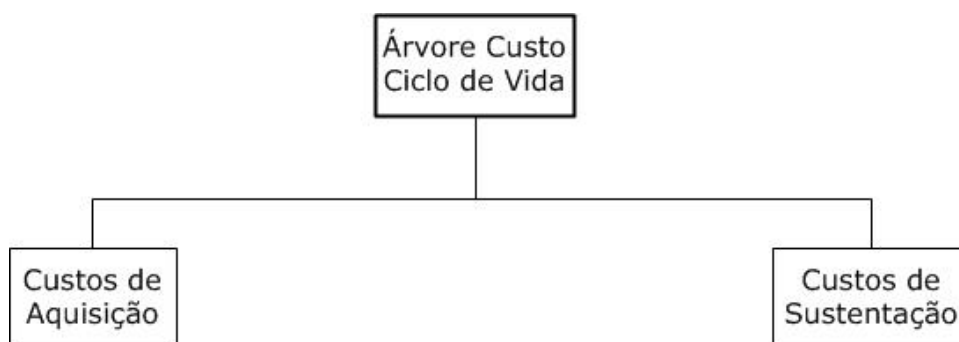 Árvore Custo
Ciclo de Vida
Custos de
Aquisição
Custos de
Sustentação